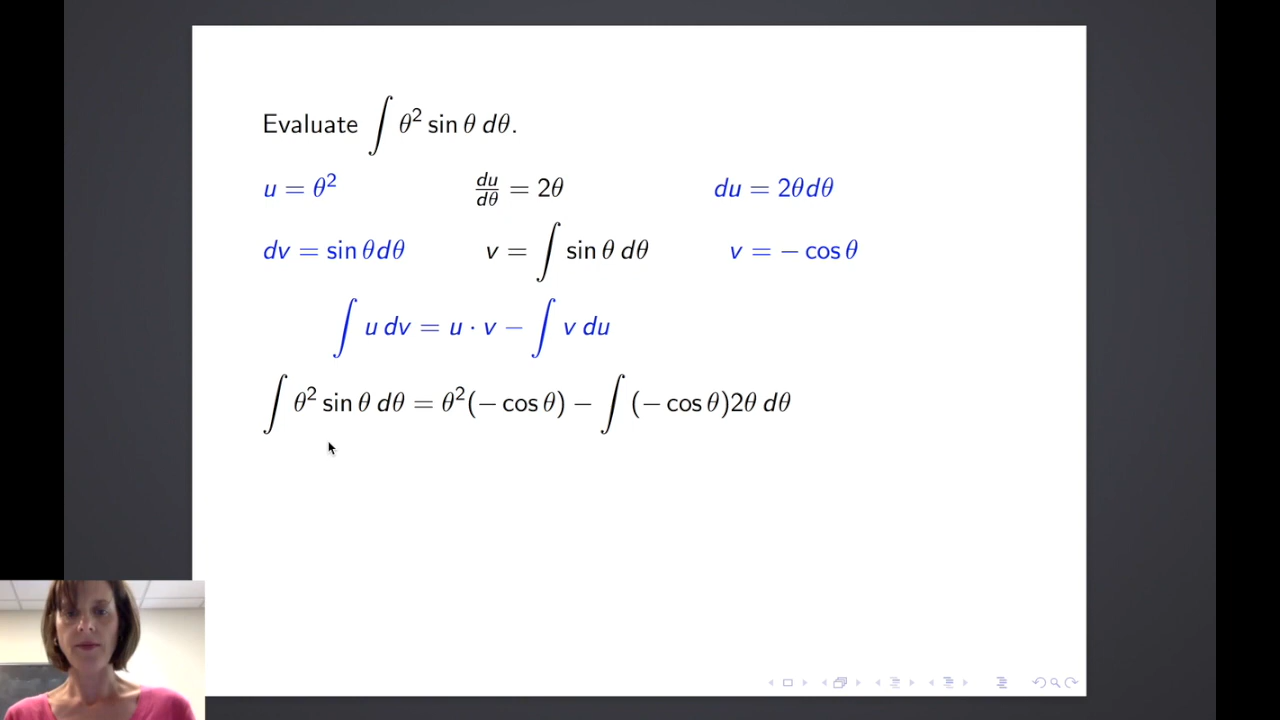 Evaluate ∫ θ² sin θ dθ.
u = θ² du/dθ = 2θ du = 2θdθ
dv = sin θdθ v = ∫ sin θ dθ v = − cos θ
∫ u dv = u · v − ∫ v du
∫ θ² sin θ dθ = θ²(− cos θ) − ∫ (− cos θ)2θ dθ